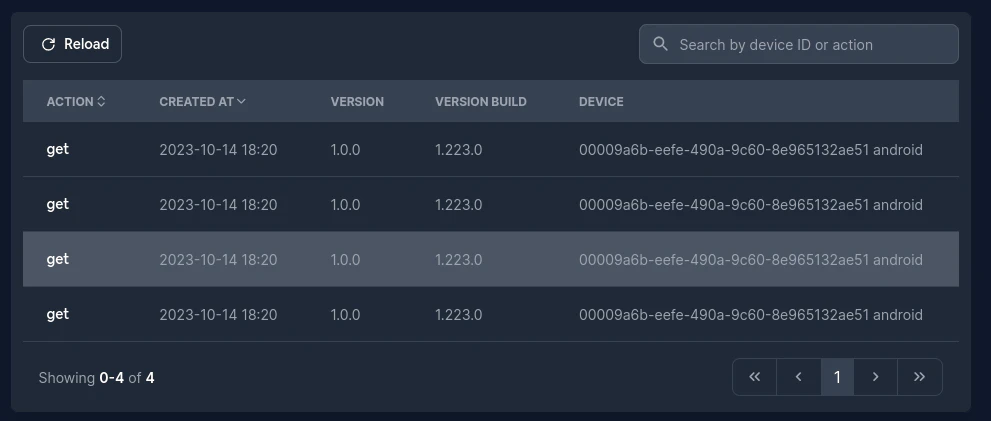 Reload
Search by device ID or action
ACTION CREATED AT VERSION VERSION BUILD DEVICE
get 2023-10-14 18:20 1.0.0 1.223.0 00009a6b-eefe-490a-9c60-8e965132ae51 android
get 2023-10-14 18:20 1.0.0 1.223.0 00009a6b-eefe-490a-9c60-8e965132ae51 android
get 2023-10-14 18:20 1.0.0 1.223.0 00009a6b-eefe-490a-9c60-8e965132ae51 android
get 2023-10-14 18:20 1.0.0 1.223.0 00009a6b-eefe-490a-9c60-8e965132ae51 android
Showing 0-4 of 4
1